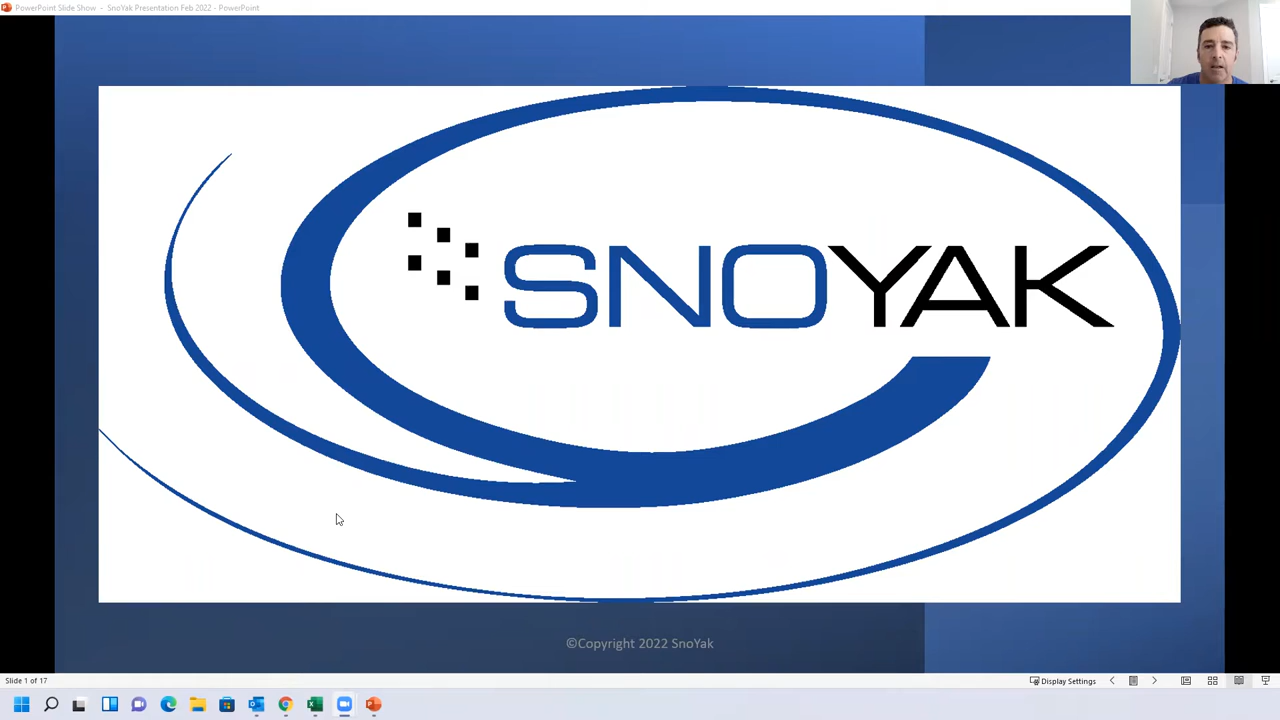 PowerPoint Slide Show - SnoYak Presentation Feb 2022 - PowerPoint
SNOYAK
©Copyright 2022 SnoYak
Slide 1 of 17
Display Settings